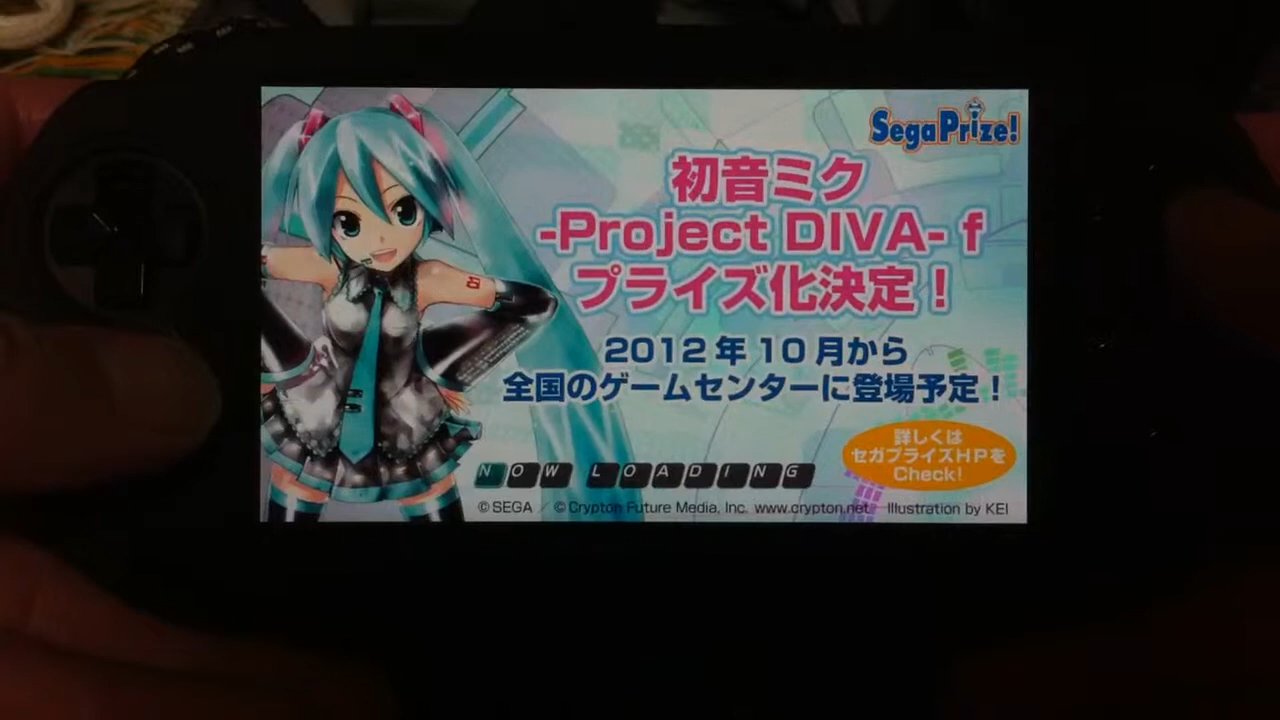 SegaPrize!
初音ミク
-Project DIVA- f
プライズ化決定！
2012年10月から
全国のゲームセンターに登場予定！
詳しくは
セガプライズHPを
Check!
NOW LOADING
©SEGA / ©Crypton Future Media, Inc. www.crypton.net Illustration by KEI